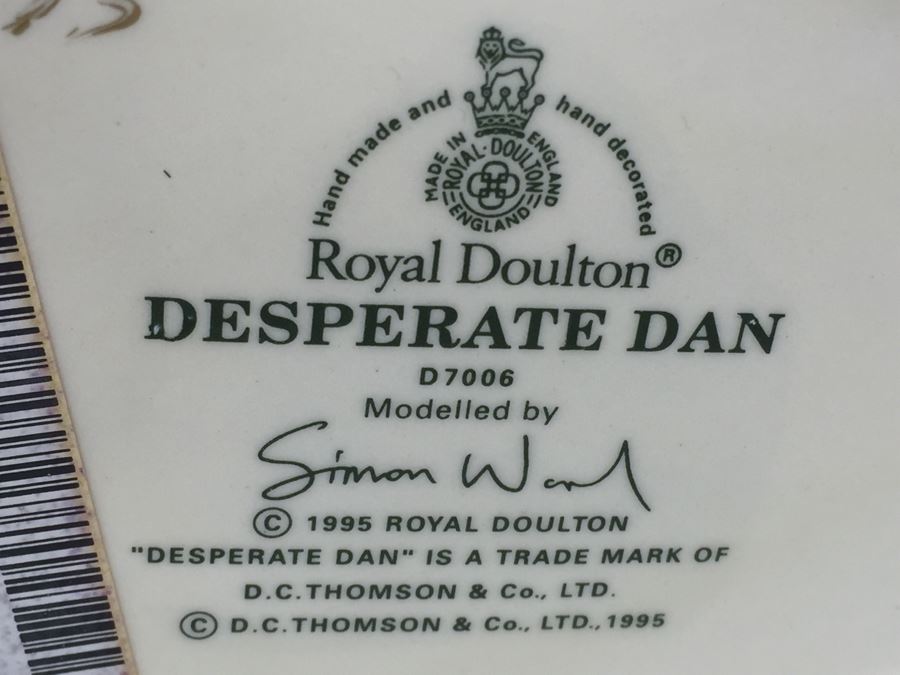 Hand made and hand decorated
MADE IN ENGLAND
ROYAL·DOULTON
ENGLAND
Royal Doulton®
DESPERATE DAN
D7006
Modelled by
Simon Ward
© 1995 ROYAL DOULTON
"DESPERATE DAN" IS A TRADE MARK OF
D.C.THOMSON & Co., LTD.
© D.C.THOMSON & Co., LTD.,1995